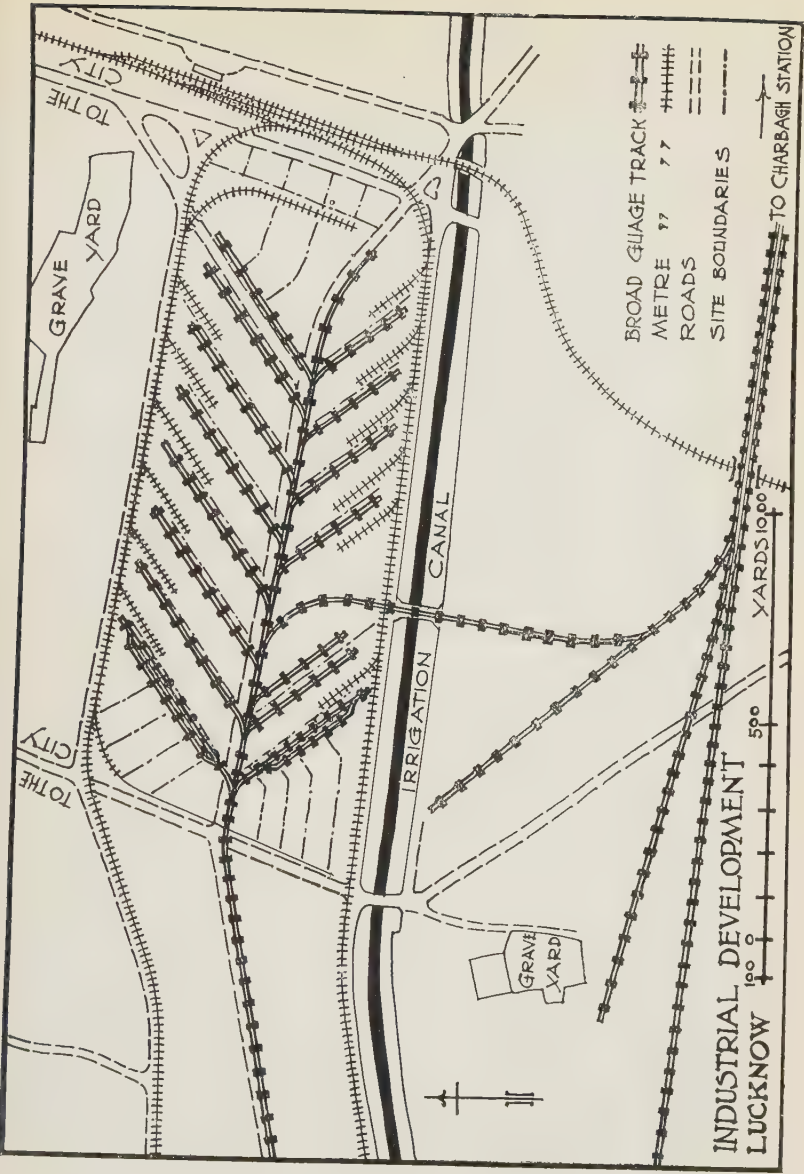 TO THE
CITY
GRAVE
YARD
TO THE
CITY
IRRIGATION CANAL
GRAVE
YARD
BROAD GUAGE TRACK
METRE " "
ROADS
SITE BOUNDARIES
TO CHARBAGH STATION
INDUSTRIAL DEVELOPMENT
LUCKNOW
100 0 500 YARDS 1000
N